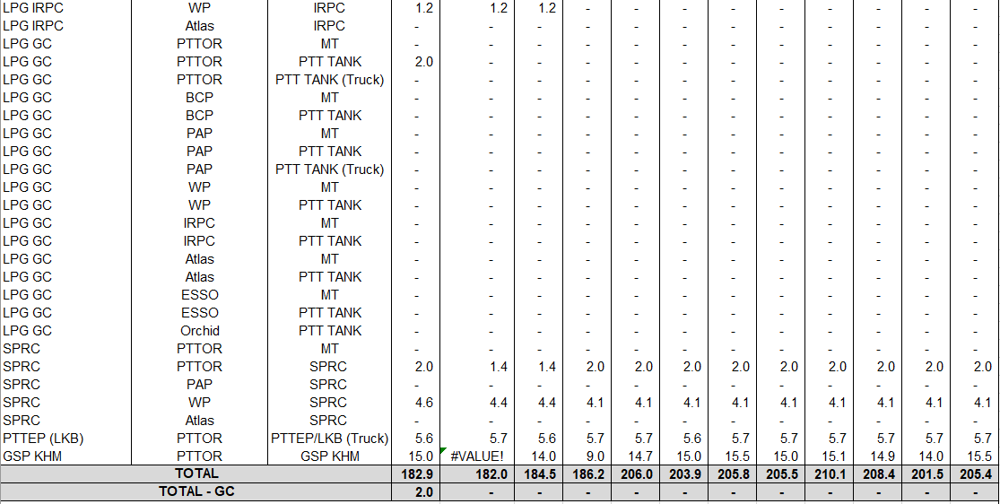 LPG IRPC WP IRPC 1.2 1.2 1.2 - - - - - - - - -
LPG IRPC Atlas IRPC - - - - - - - - - - - -
LPG GC PTTOR MT - - - - - - - - - - - -
LPG GC PTTOR PTT TANK 2.0 - - - - - - - - - - -
LPG GC PTTOR PTT TANK (Truck) - - - - - - - - - - - -
LPG GC BCP MT - - - - - - - - - - - -
LPG GC BCP PTT TANK - - - - - - - - - - - -
LPG GC PAP MT - - - - - - - - - - - -
LPG GC PAP PTT TANK - - - - - - - - - - - -
LPG GC PAP PTT TANK (Truck) - - - - - - - - - - - -
LPG GC WP MT - - - - - - - - - - - -
LPG GC WP PTT TANK - - - - - - - - - - - -
LPG GC IRPC MT - - - - - - - - - - - -
LPG GC IRPC PTT TANK - - - - - - - - - - - -
LPG GC Atlas MT - - - - - - - - - - - -
LPG GC Atlas PTT TANK - - - - - - - - - - - -
LPG GC ESSO MT - - - - - - - - - - - -
LPG GC ESSO PTT TANK - - - - - - - - - - - -
LPG GC Orchid PTT TANK - - - - - - - - - - - -
SPRC PTTOR MT - - - - - - - - - - - -
SPRC PTTOR SPRC 2.0 1.4 1.4 2.0 2.0 2.0 2.0 2.0 2.0 2.0 2.0 2.0
SPRC PAP SPRC - - - - - - - - - - - -
SPRC WP SPRC 4.6 4.4 4.4 4.1 4.1 4.1 4.1 4.1 4.1 4.1 4.1 4.1
SPRC Atlas SPRC - - - - - - - - - - - -
PTTEP (LKB) PTTOR PTTEP/LKB (Truck) 5.6 5.7 5.6 5.7 5.7 5.6 5.7 5.7 5.7 5.7 5.7 5.7
GSP KHM PTTOR GSP KHM 15.0 #VALUE! 14.0 9.0 14.7 15.0 15.5 15.0 15.1 14.9 14.0 15.5
TOTAL 182.9 182.0 184.5 186.2 206.0 203.9 205.8 205.5 210.1 208.4 201.5 205.4
TOTAL - GC 2.0 - - - - - - - - - - -